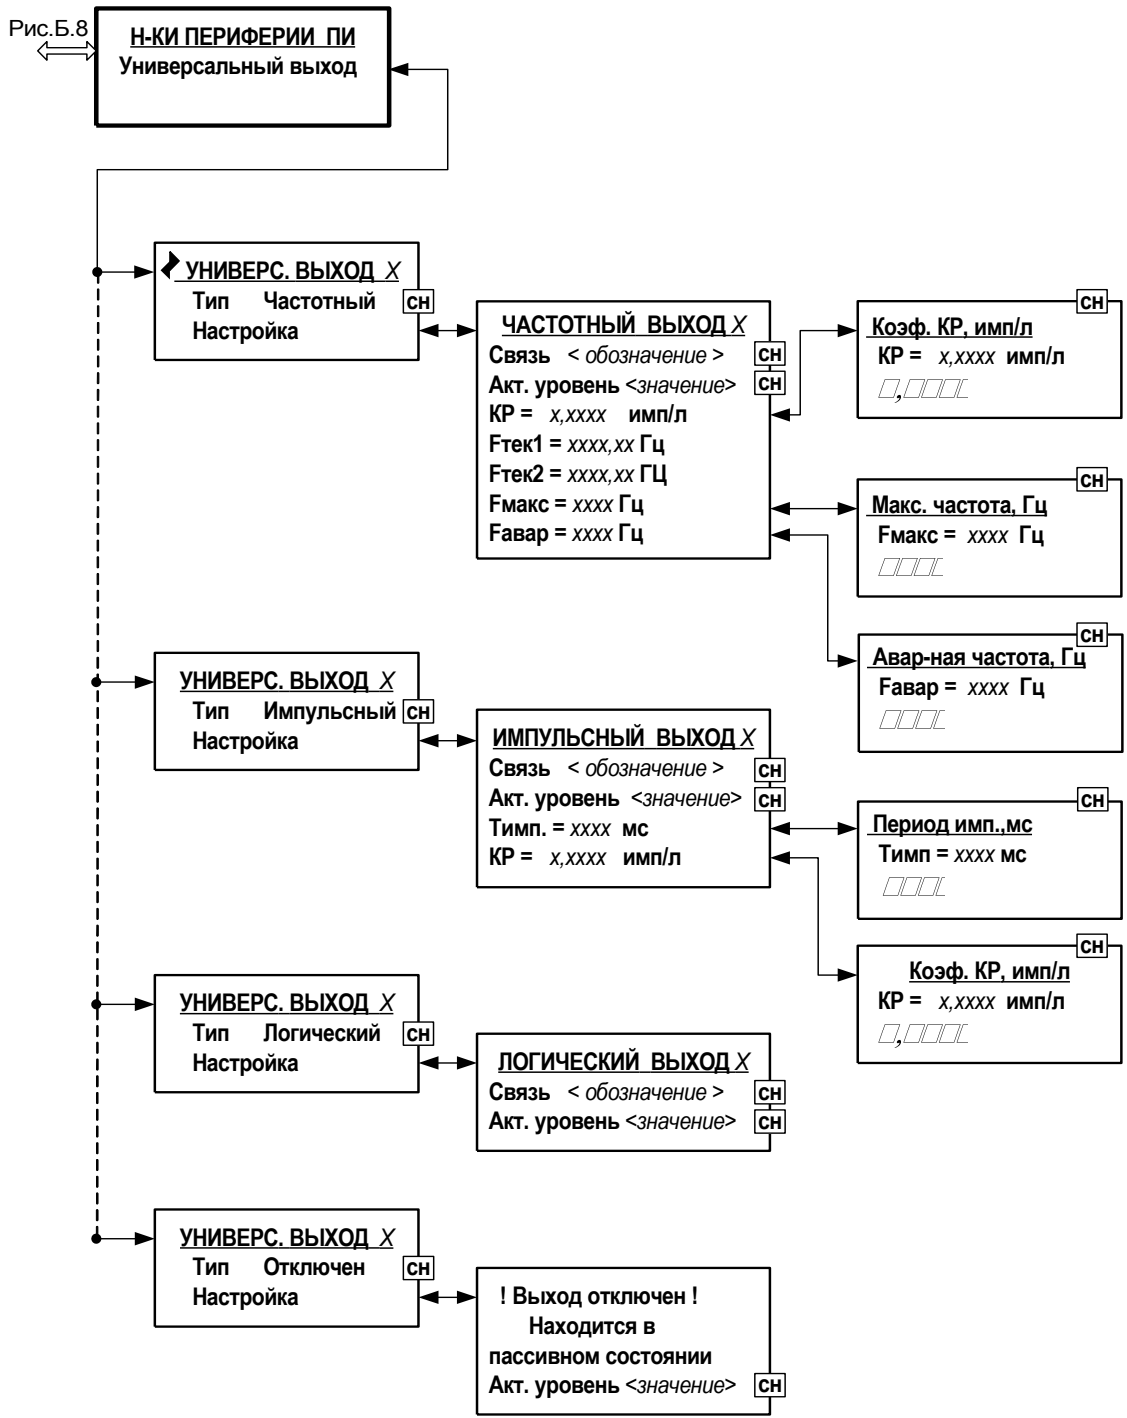 Рис.Б.8
Н-КИ ПЕРИФЕРИИ ПИ
Универсальный выход
УНИВЕРС. ВЫХОД X
Тип Частотный СН
Настройка
ЧАСТОТНЫЙ ВЫХОД X
Связь < обозначение > СН
Акт. уровень <значение> СН
КР = x,xxxx имп/л
Fтек1 = xxxx,xx Гц
Fтек2 = xxxx,xx ГЦ
Fмакс = xxxx Гц
Fавар = xxxx Гц
СН
Коэф. КР, имп/л
КР = x,xxxx имп/л
СН
Макс. частота, Гц
Fмакс = xxxx Гц
СН
Авар-ная частота, Гц
Fавар = xxxx Гц
УНИВЕРС. ВЫХОД X
Тип Импульсный СН
Настройка
ИМПУЛЬСНЫЙ ВЫХОД X
Связь < обозначение > СН
Акт. уровень <значение> СН
Тимп. = xxxx мс
КР = x,xxxx имп/л
СН
Период имп.,мс
Тимп = xxxx мс
СН
Коэф. КР, имп/л
КР = x,xxxx имп/л
УНИВЕРС. ВЫХОД X
Тип Логический СН
Настройка
ЛОГИЧЕСКИЙ ВЫХОД X
Связь < обозначение > СН
Акт. уровень <значение> СН
УНИВЕРС. ВЫХОД X
Тип Отключен СН
Настройка
! Выход отключен !
Находится в
пассивном состоянии
Акт. уровень <значение> СН